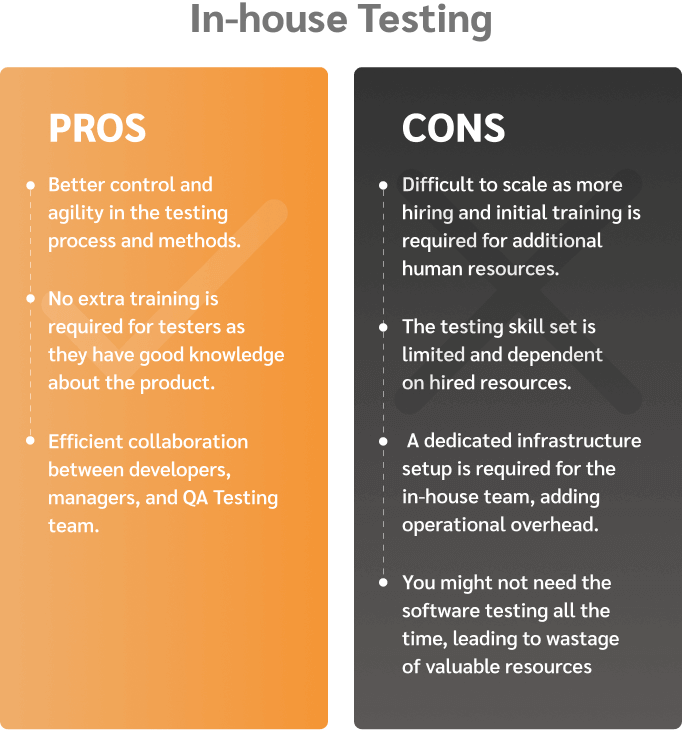 In-house Testing
PROS
Better control and
agility in the testing
process and methods.
No extra training is
required for testers as
they have good knowledge
about the product.
Efficient collaboration
between developers,
managers, and QA Testing
team.
CONS
Difficult to scale as more
hiring and initial training is
required for additional
human resources.
The testing skill set is
limited and dependent
on hired resources.
A dedicated infrastructure
setup is required for the
in-house team, adding
operational overhead.
You might not need the
software testing all the
time, leading to wastage
of valuable resources